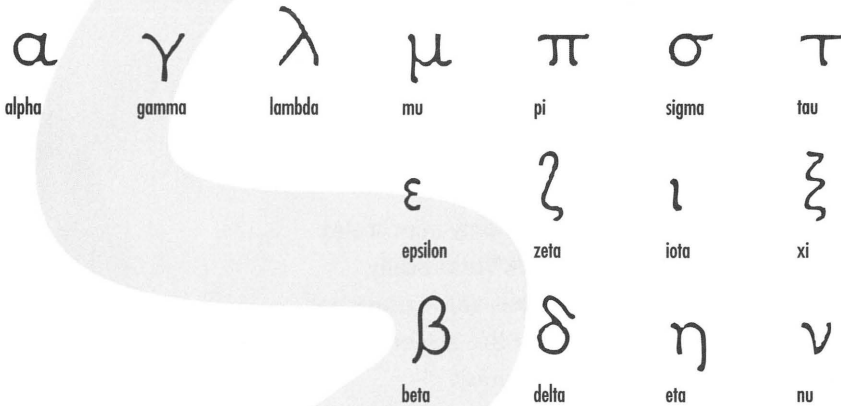 α γ λ μ π σ τ
alpha gamma lambda mu pi sigma tau
ε ζ ι ξ
epsilon zeta iota xi
β δ η ν
beta delta eta nu